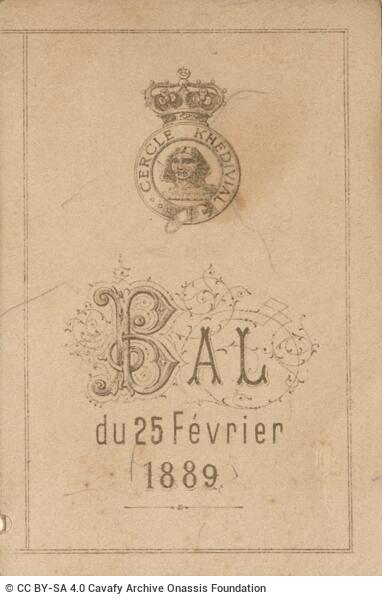 CERCLE KHEDIVIAL
BAL
du 25 Février
1889
© CC BY-SA 4.0 Cavafy Archive Onassis Foundation